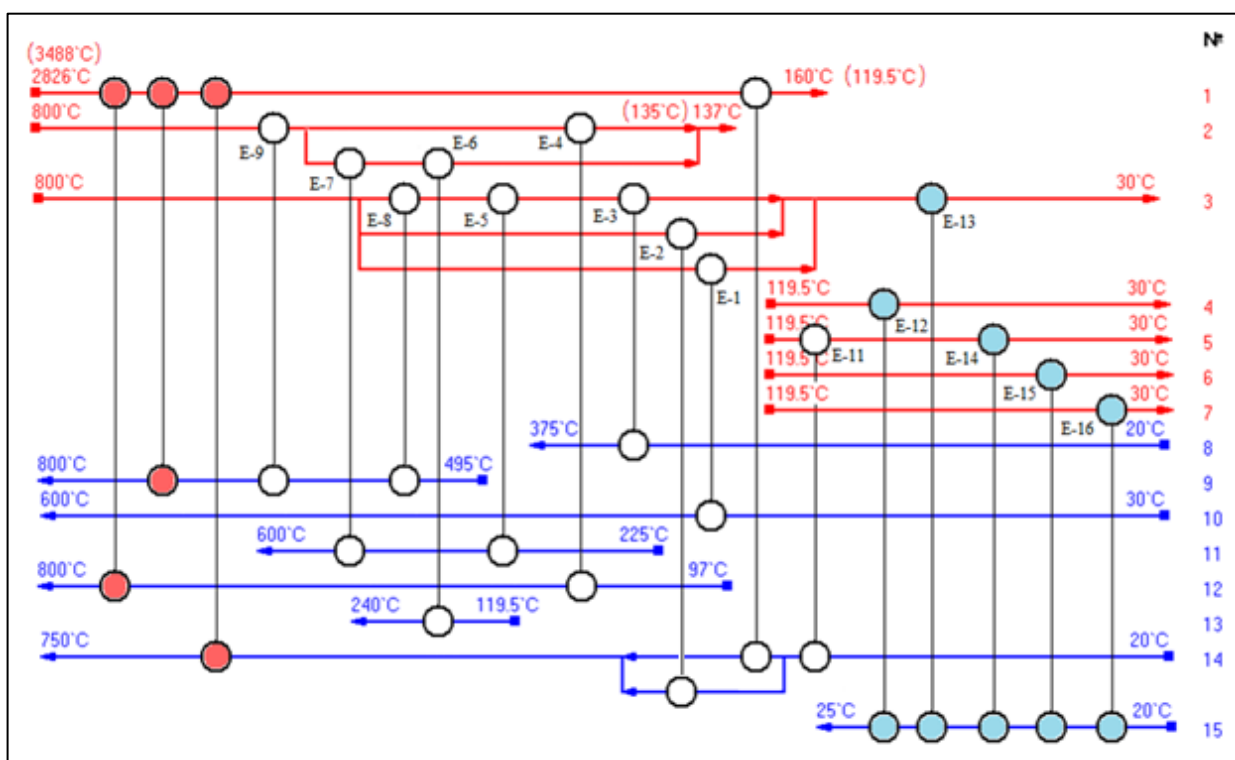 №
(3488°C)
2826°C 160°C (119.5°C) 1
800°C (135°C) 137°C 2
E-9 E-6 E-4
E-7
800°C 30°C 3
E-8 E-5 E-3 E-13
E-2
E-1
119.5°C 30°C 4
E-12
119.5°C 30°C 5
E-11 E-14
119.5°C 30°C 6
E-15
119.5°C 30°C 7
E-16
375°C 20°C 8
800°C 495°C 9
600°C 30°C 10
600°C 225°C 11
800°C 97°C 12
240°C 119.5°C 13
750°C 20°C 14
25°C 20°C 15